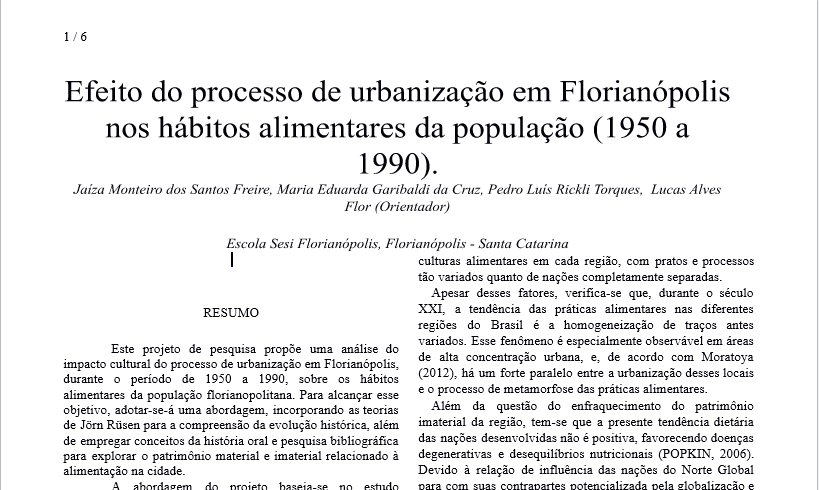 1 / 6
Efeito do processo de urbanização em Florianópolis
nos hábitos alimentares da população (1950 a
1990).
Jaíza Monteiro dos Santos Freire, Maria Eduarda Garibaldi da Cruz, Pedro Luís Rickli Torques, Lucas Alves
Flor (Orientador)
Escola Sesi Florianópolis, Florianópolis - Santa Catarina
RESUMO
Este projeto de pesquisa propõe uma análise do
impacto cultural do processo de urbanização em Florianópolis,
durante o período de 1950 a 1990, sobre os hábitos
alimentares da população florianopolitana. Para alcançar esse
objetivo, adotar-se-á uma abordagem, incorporando as teorias
de Jörn Rüsen para a compreensão da evolução histórica, além
de empregar conceitos da história oral e pesquisa bibliográfica
para explorar o patrimônio material e imaterial relacionado à
alimentação na cidade.
A abordagem do projeto baseia-se no estudo
culturas alimentares em cada região, com pratos e processos
tão variados quanto de nações completamente separadas.
Apesar desses fatores, verifica-se que, durante o século
XXI, a tendência das práticas alimentares nas diferentes
regiões do Brasil é a homogeneização de traços antes
variados. Esse fenômeno é especialmente observável em áreas
de alta concentração urbana, e, de acordo com Moratoya
(2012), há um forte paralelo entre a urbanização desses locais
e o processo de metamorfose das práticas alimentares.
Além da questão do enfraquecimento do patrimônio
imaterial da região, tem-se que a presente tendência dietária
das nações desenvolvidas não é positiva, favorecendo doenças
degenerativas e desequilíbrios nutricionais (POPKIN, 2006).
Devido à relação de influência das nações do Norte Global
para com suas contrapartes potencializada pela globalização e